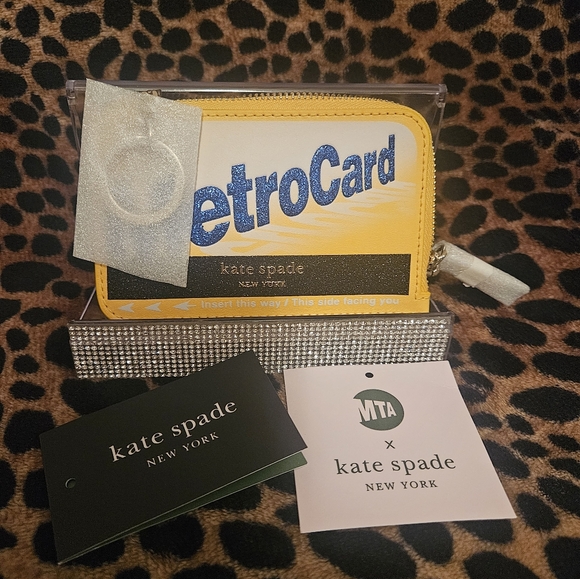 etroCard
kate spade
NEW YORK
Insert this way / This side facing you
kate spade
NEW YORK
MTA
x
kate spade
NEW YORK